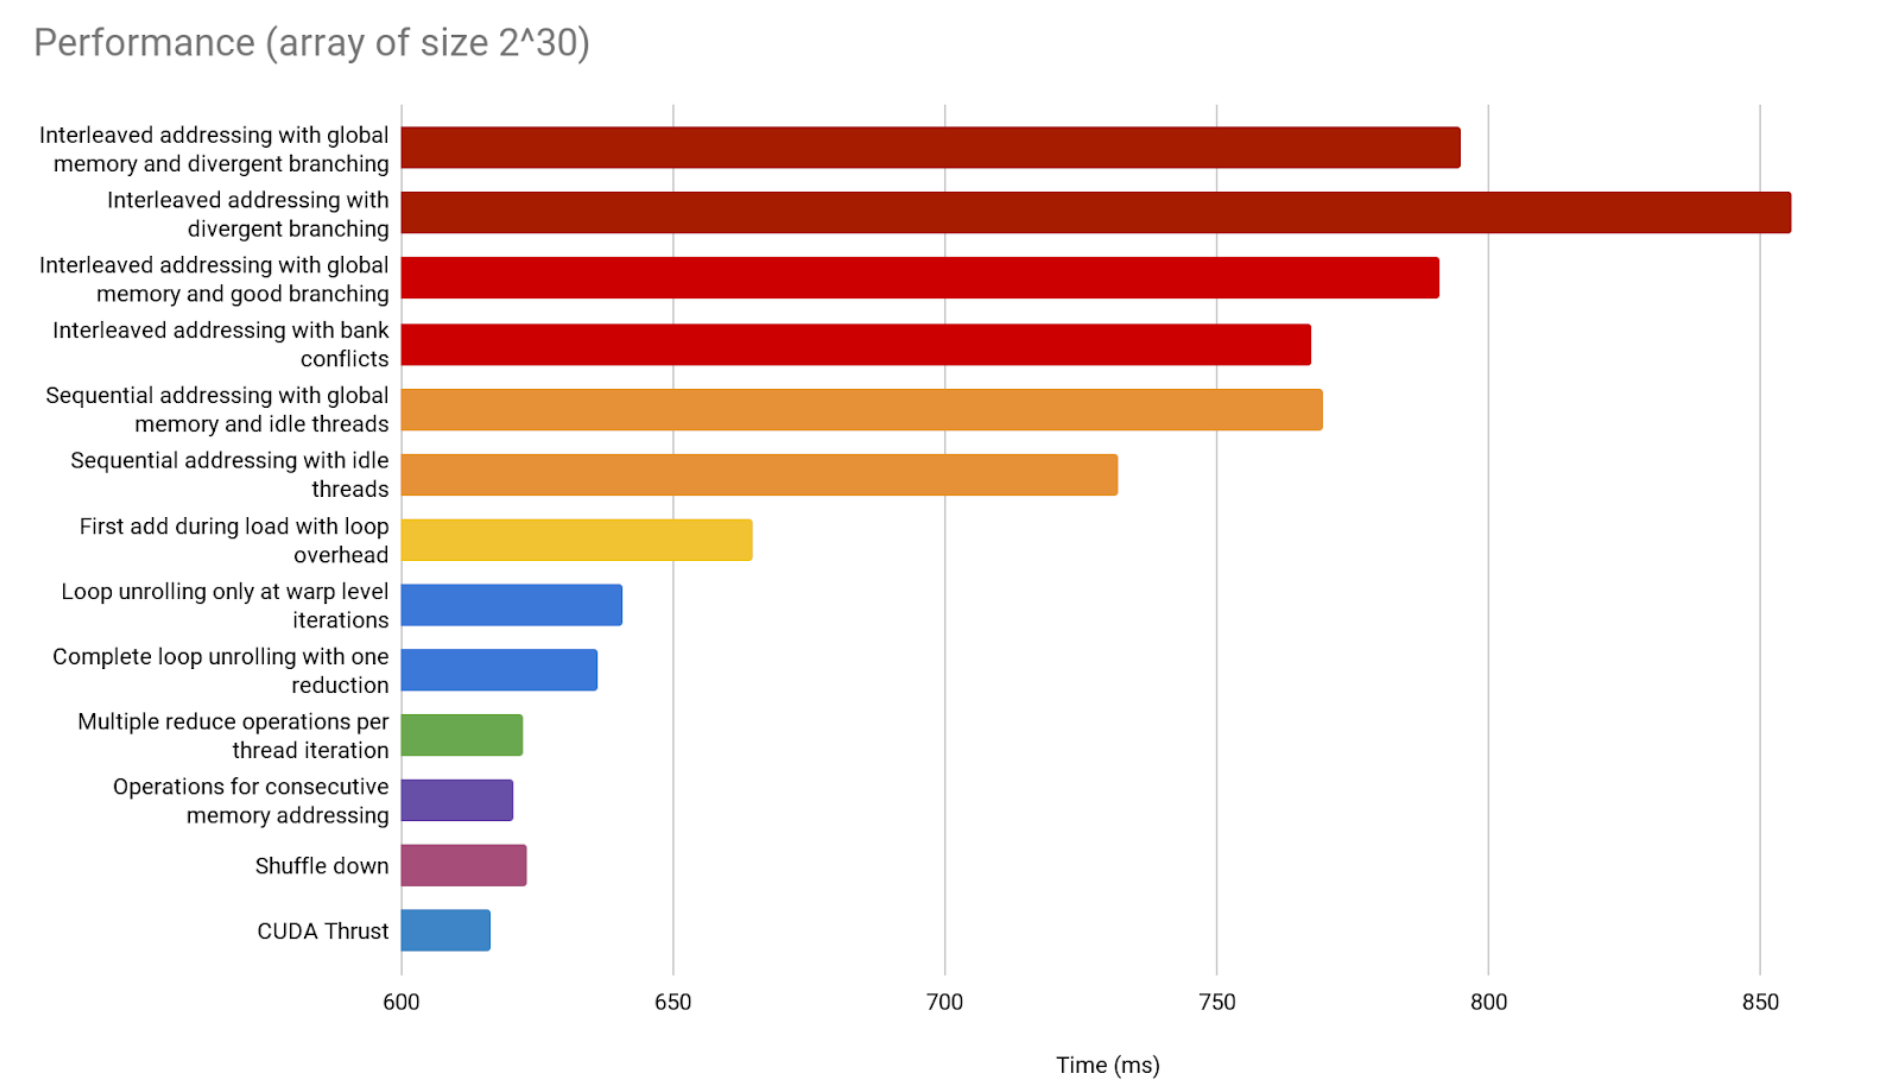 Performance (array of size 2^30)
Interleaved addressing with global
memory and divergent branching
Interleaved addressing with
divergent branching
Interleaved addressing with global
memory and good branching
Interleaved addressing with bank
conflicts
Sequential addressing with global
memory and idle threads
Sequential addressing with idle
threads
First add during load with loop
overhead
Loop unrolling only at warp level
iterations
Complete loop unrolling with one
reduction
Multiple reduce operations per
thread iteration
Operations for consecutive
memory addressing
Shuffle down
CUDA Thrust
600 650 700 750 800 850
Time (ms)